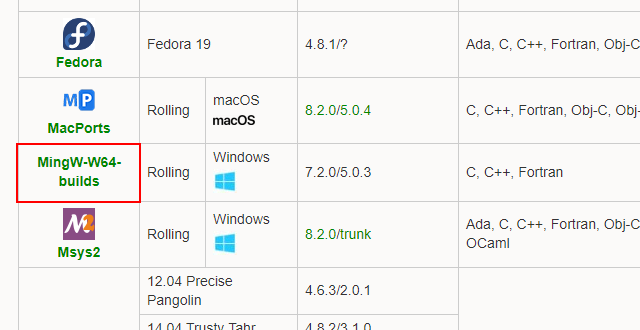 Fedora
Fedora 19
4.8.1/?
Ada, C, C++, Fortran, Obj-C
MP
MacPorts
Rolling
macOS
macOS
8.2.0/5.0.4
C, C++, Fortran, Obj-C, Obj-
MingW-W64-
builds
Rolling
Windows
7.2.0/5.0.3
C, C++, Fortran
M2
Msys2
Rolling
Windows
8.2.0/trunk
Ada, C, C++, Fortran, Obj-C
OCaml
12.04 Precise
Pangolin
4.6.3/2.0.1
14.04 Trusty Tahr
4.8.2/3.1.0